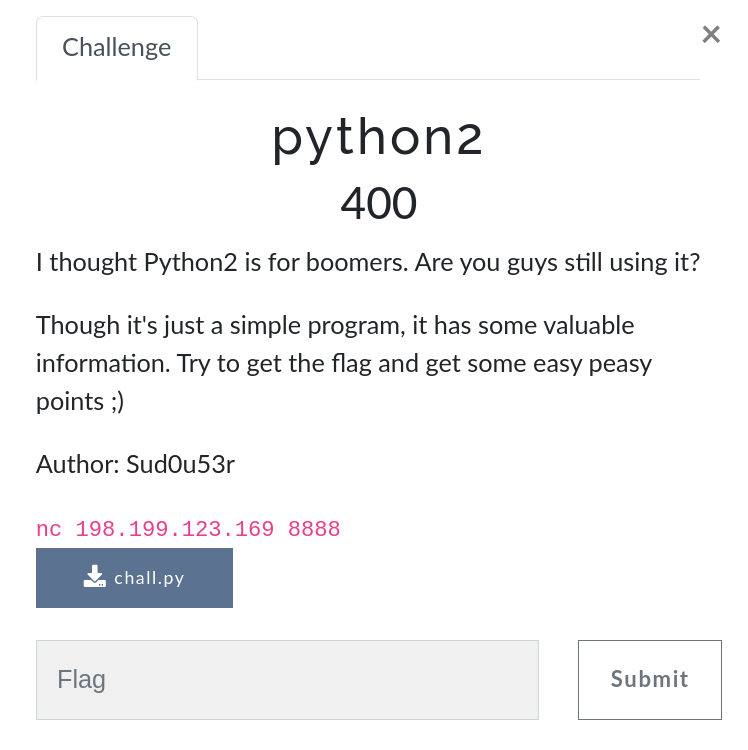 Challenge
×
python2
400
I thought Python2 is for boomers. Are you guys still using it?
Though it's just a simple program, it has some valuable
information. Try to get the flag and get some easy peasy
points ;)
Author: Sud0u53r
nc 198.199.123.169 8888
chall.py
Flag
Submit